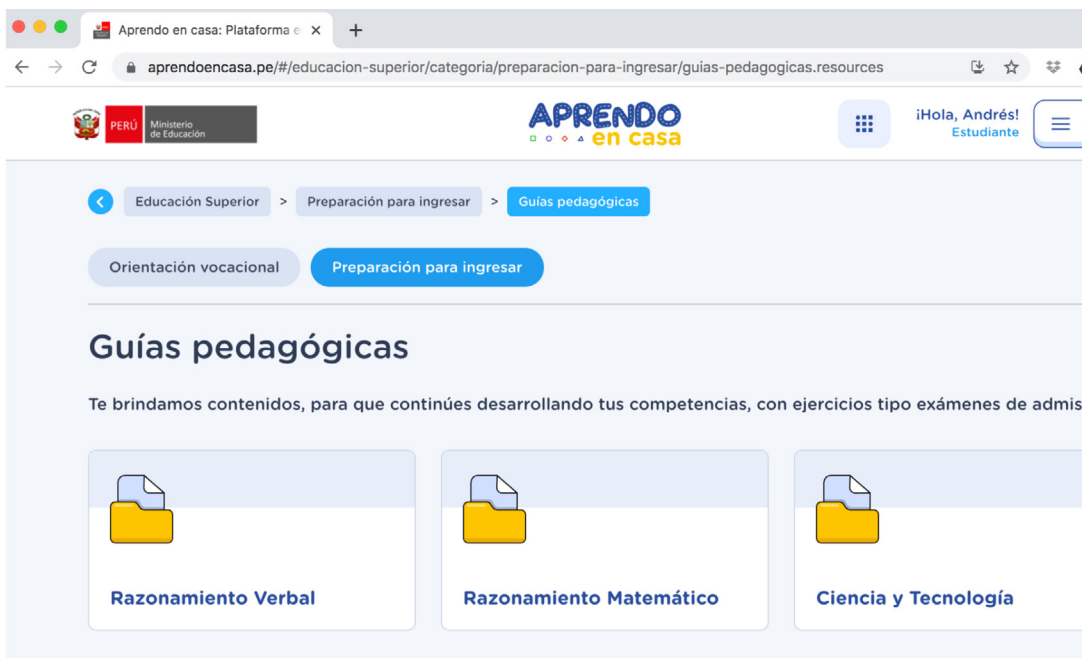 Aprendo en casa: Plataforma e
aprendoencasa.pe/#/educacion-superior/categoria/preparacion-para-ingresar/guias-pedagogicas.resources
PERÚ
Ministerio
de Educación
APRENDO
en casa
¡Hola, Andrés!
Estudiante
Educación Superior > Preparación para ingresar > Guías pedagógicas
Orientación vocacional Preparación para ingresar
Guías pedagógicas
Te brindamos contenidos, para que continúes desarrollando tus competencias, con ejercicios tipo exámenes de admis
Razonamiento Verbal
Razonamiento Matemático
Ciencia y Tecnología